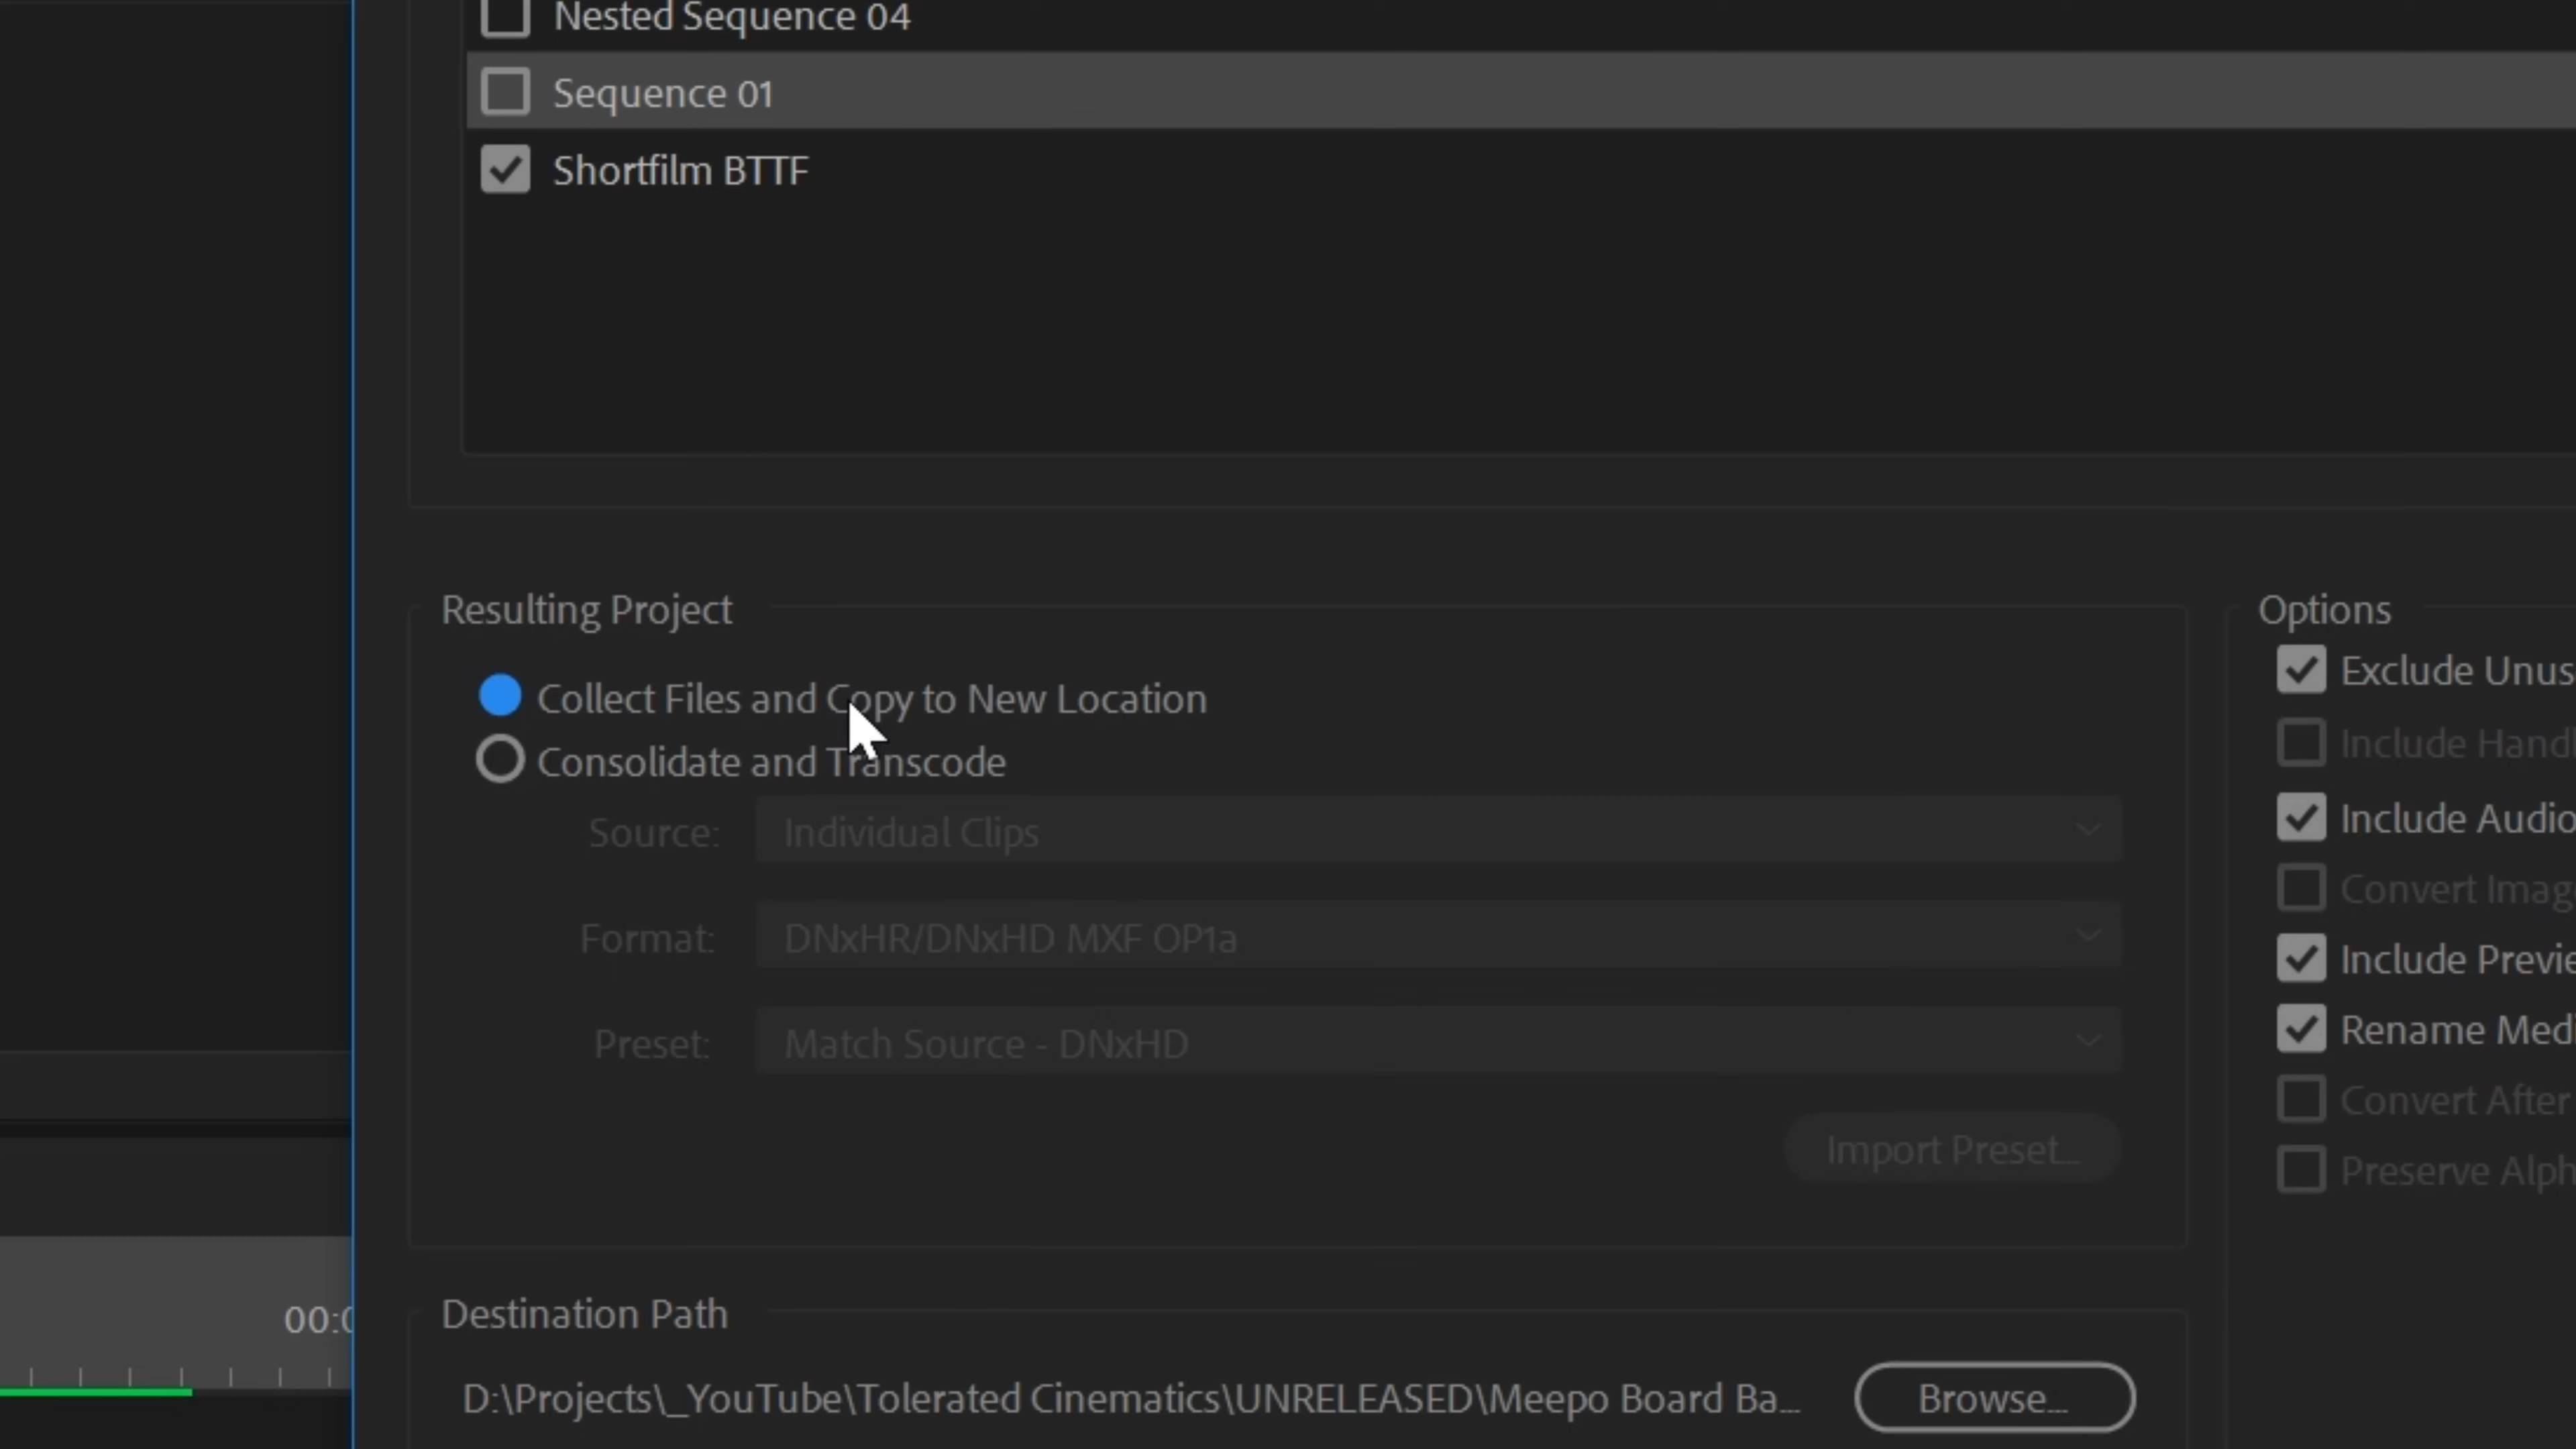 Nested Sequence 04
Sequence 01
Shortfilm BTTF
Resulting Project
Collect Files and Copy to New Location
Consolidate and Transcode
Source: Individual Clips
Format: DNxHR/DNxHD MXF OP1a
Preset: Match Source - DNxHD
Import Preset...
Options
Exclude Unus
Include Handl
Include Audio
Convert Imag
Include Previe
Rename Medi
Convert After
Preserve Alph
00:0
Destination Path
D:\Projects\_YouTube\Tolerated Cinematics\UNRELEASED\Meepo Board Ba...
Browse...